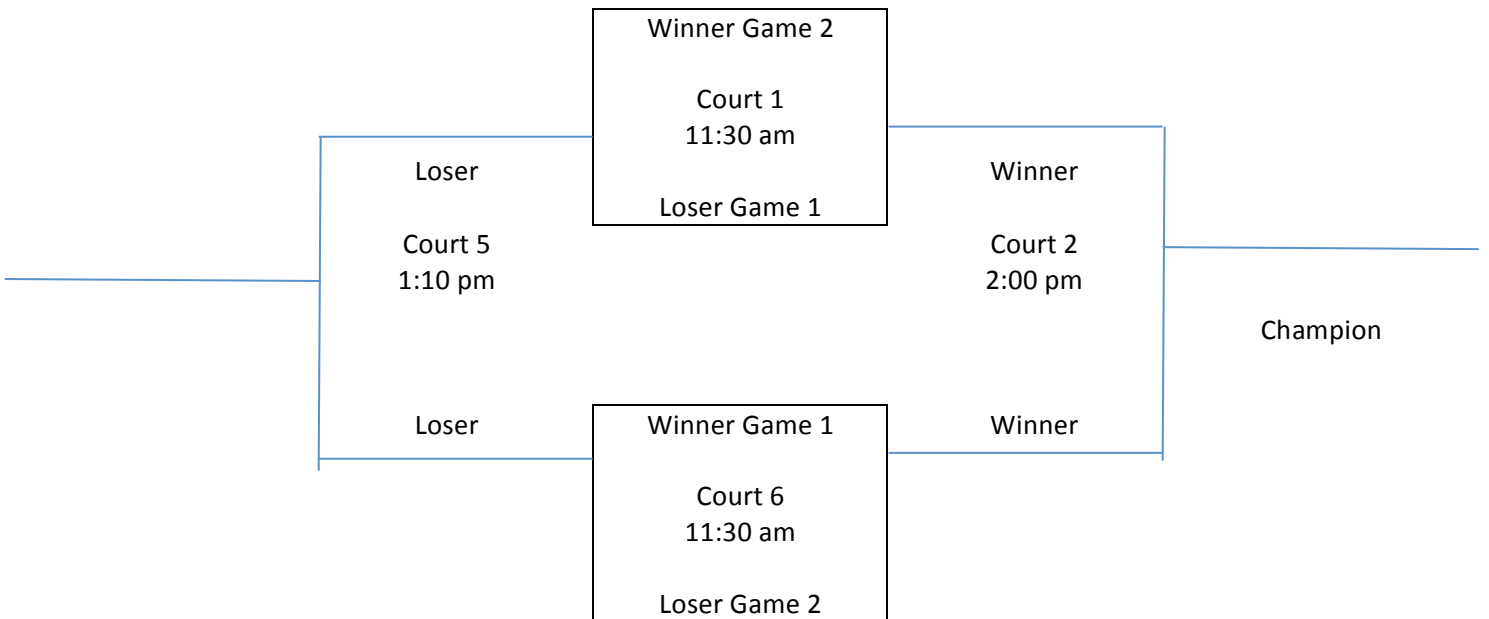 Winner Game 2
Court 1
11:30 am
Loser
Winner
Loser Game 1
Court 5
Court 2
1:10 pm
2:00 pm
Champion
Loser
Winner Game 1
Winner
Court 6
11:30 am
Loser Game 2